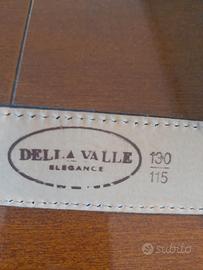 DELLA VALLE
ELEGANCE
130
115
subito